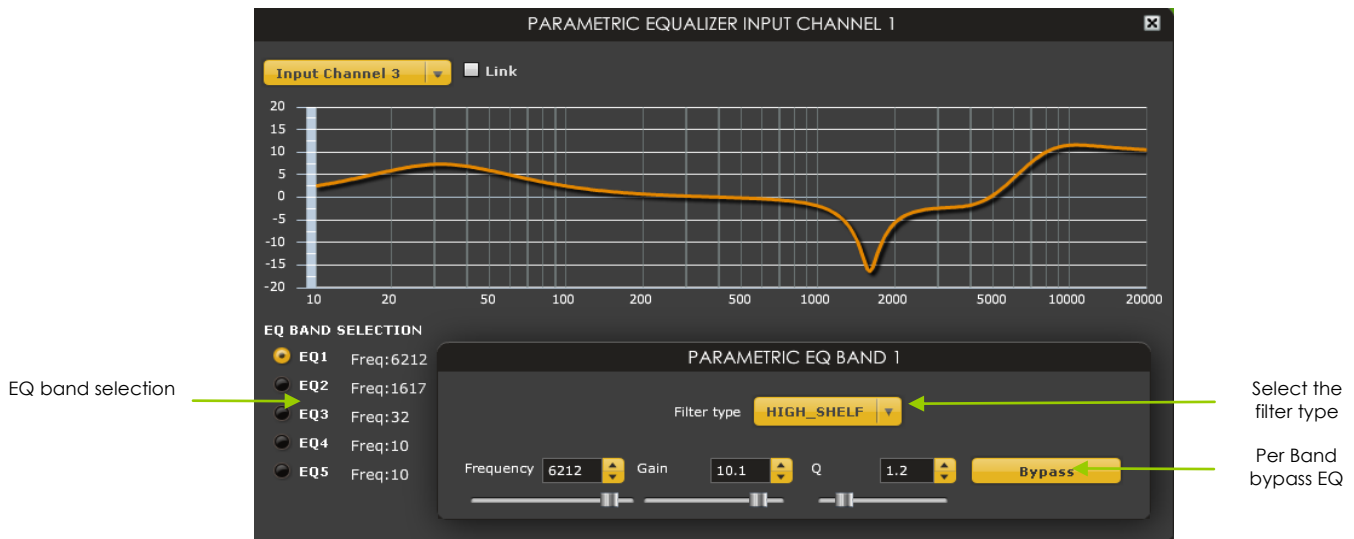 PARAMETRIC EQUALIZER INPUT CHANNEL 1
Input Channel 3
Link
20
15
10
5
0
-5
-10
-15
-20
10 20 50 100 200 500 1000 2000 5000 10000 20000
EQ BAND SELECTION
EQ1 Freq:6212
EQ2 Freq:1617
EQ3 Freq:32
EQ4 Freq:10
EQ5 Freq:10
EQ band selection
PARAMETRIC EQ BAND 1
Filter type HIGH_SHELF
Frequency 6212 Gain 10.1 Q 1.2 Bypass
Select the
filter type
Per Band
bypass EQ